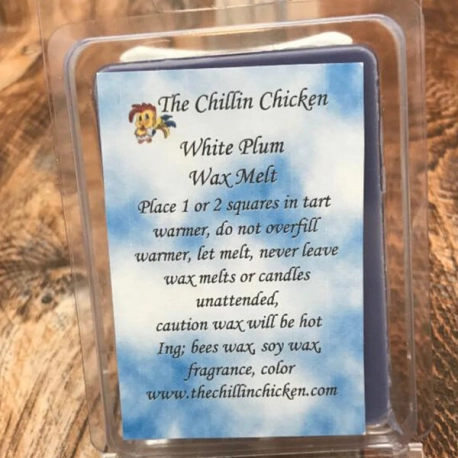 The Chillin Chicken
White Plum
Wax Melt
Place 1 or 2 squares in tart
warmer, do not overfill
warmer, let melt, never leave
wax melts or candles
unattended,
caution wax will be hot
Ing; bees wax, soy wax,
fragrance, color
www.thechillinchicken.com